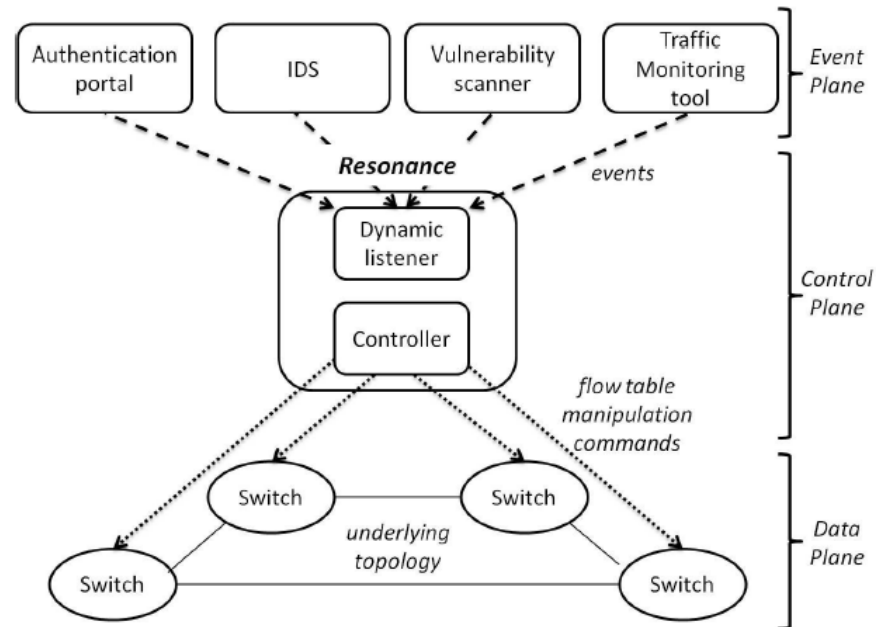 Authentication
portal
IDS
Vulnerability
scanner
Traffic
Monitoring
tool
Event
Plane
Resonance
events
Dynamic
listener
Controller
Control
Plane
flow table
manipulation
commands
Switch
Switch
underlying
topology
Switch
Switch
Data
Plane